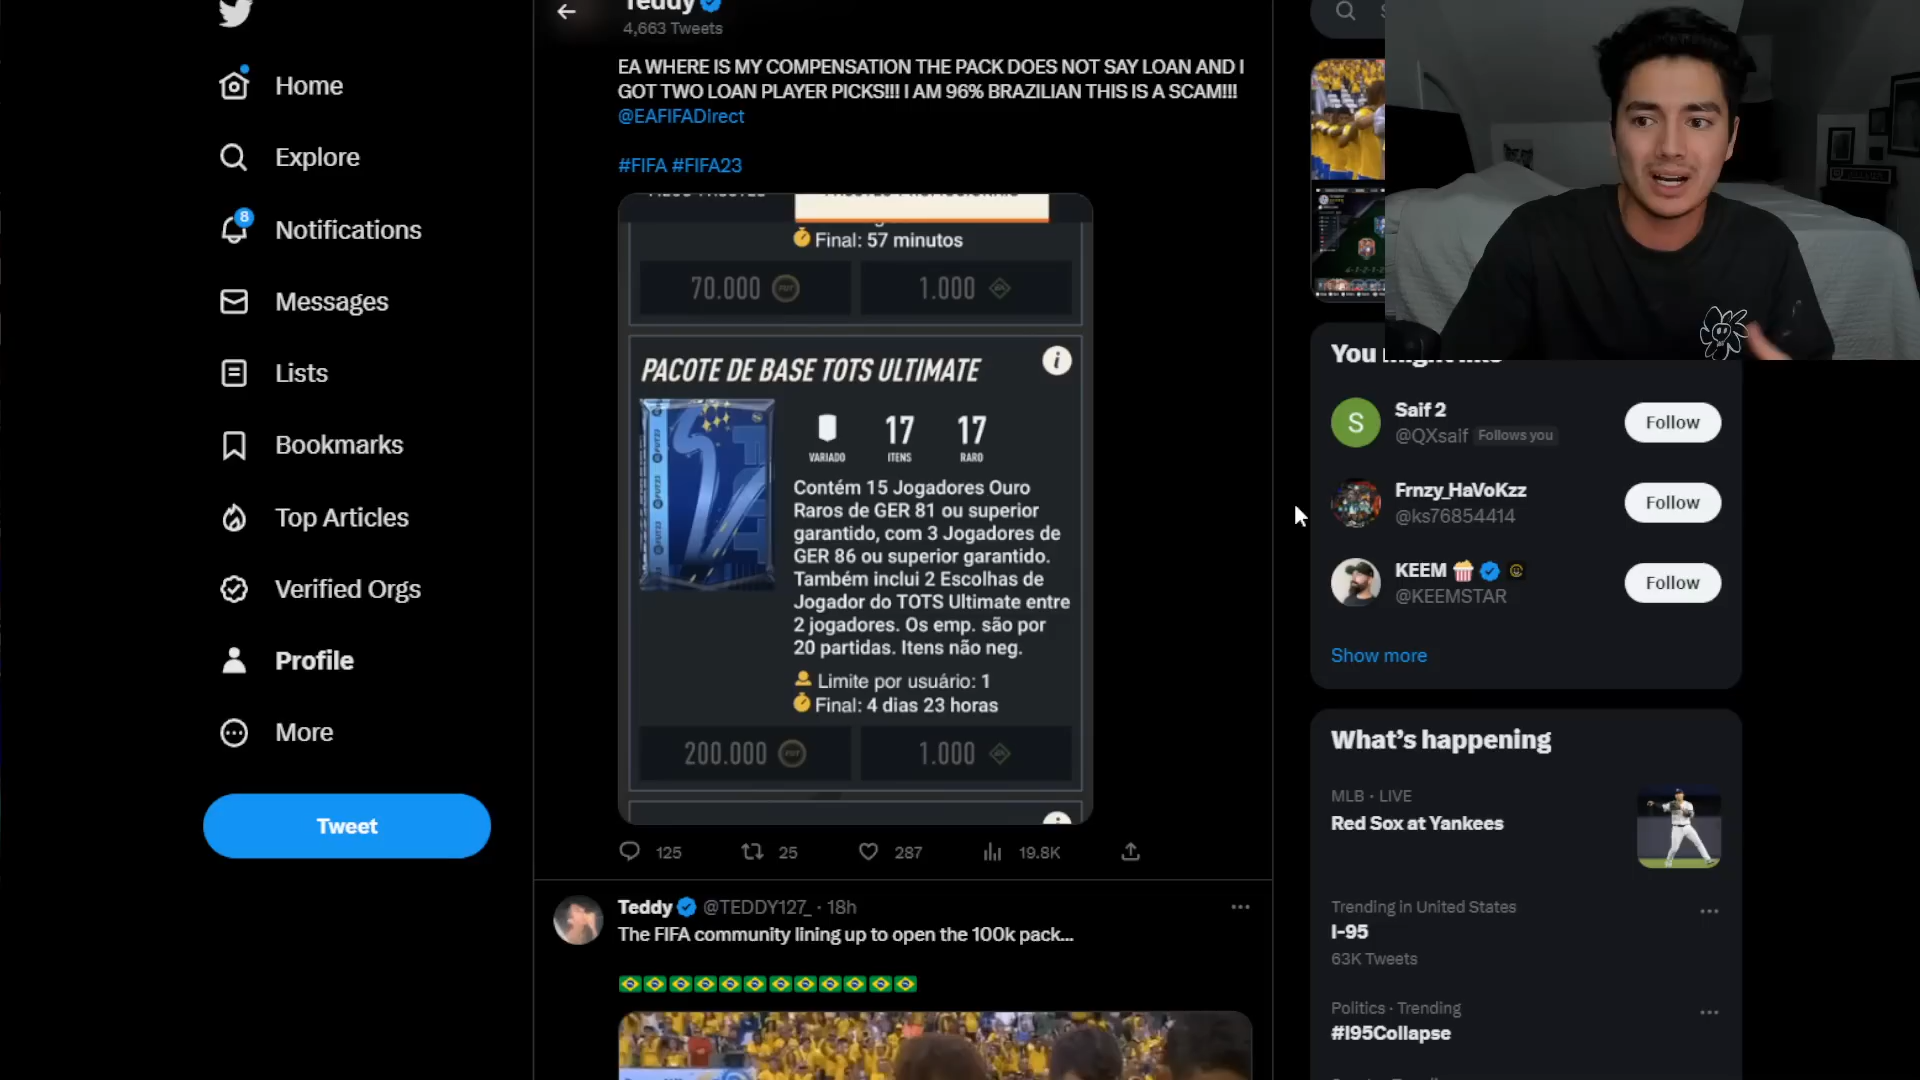 Teddy
4,663 Tweets
EA WHERE IS MY COMPENSATION THE PACK DOES NOT SAY LOAN AND I
GOT TWO LOAN PLAYER PICKS!!! I AM 96% BRAZILIAN THIS IS A SCAM!!!
@EAFIFADirect
#FIFA #FIFA23
Final: 57 minutos
70.000
1.000
PACOTE DE BASE TOTS ULTIMATE
17
17
VARIADO
ITENS
RARO
Contém 15 Jogadores Ouro
Raros de GER 81 ou superior
garantido, com 3 Jogadores de
GER 86 ou superior garantido.
Também inclui 2 Escolhas de
Jogador do TOTS Ultimate entre
2 jogadores. Os emp. são por
20 partidas. Itens não neg.
Limite por usuário: 1
Final: 4 dias 23 horas
200.000
1.000
125
25
287
19.8K
Teddy @TEDDY127_ · 18h
The FIFA community lining up to open the 100k pack...
Home
Explore
8
Notifications
Messages
Lists
Bookmarks
Top Articles
Verified Orgs
Profile
More
Tweet
You might like
S
Saif 2
@QXsaif Follows you
Follow
Frnzy_HaVoKzz
@ks76854414
Follow
KEEM
@KEEMSTAR
Follow
Show more
What's happening
MLB · LIVE
Red Sox at Yankees
Trending in United States
I-95
63K Tweets
Politics · Trending
#I95Collapse